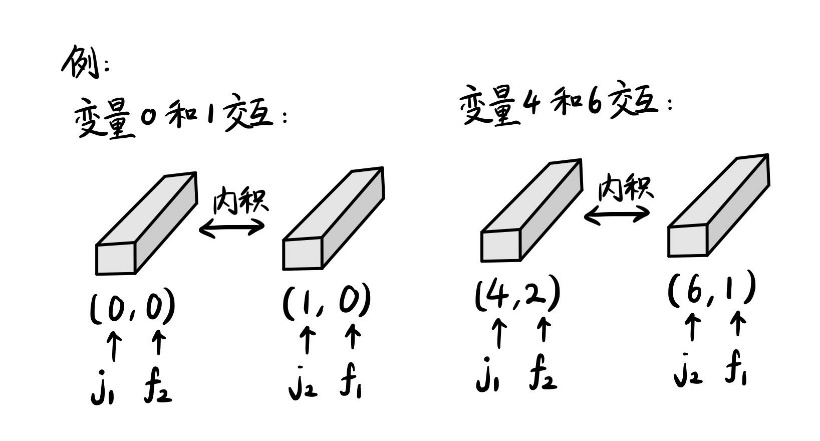 例:
变量0和1交互:
变量4和6交互:
内积
内积
(0,0)
(1,0)
(4,2)
(6,1)
j₁ f₂
j₂ f₁
j₁ f₂
j₂ f₁